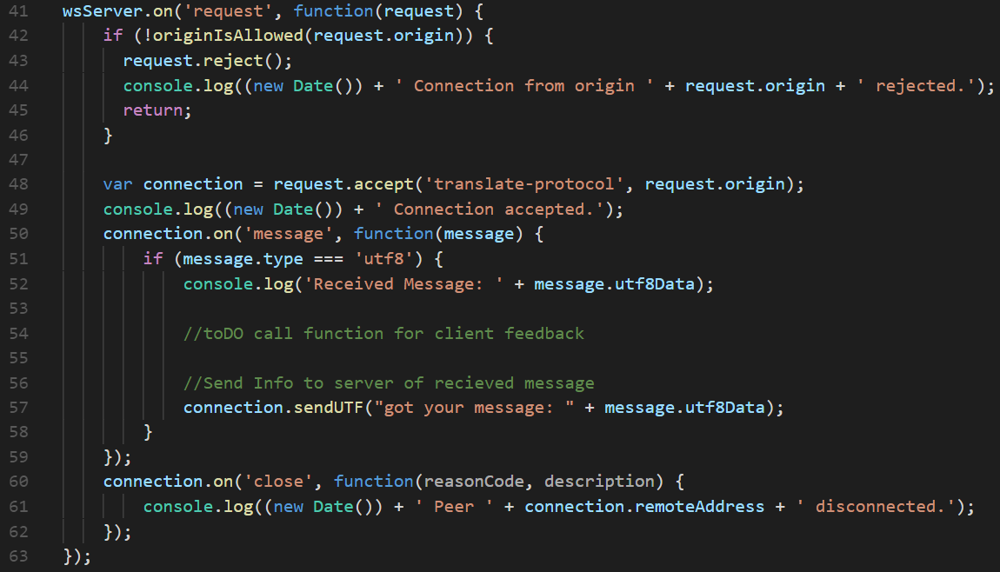 41 wsServer.on('request', function(request) {
42 if (!originIsAllowed(request.origin)) {
43 request.reject();
44 console.log((new Date()) + ' Connection from origin ' + request.origin + ' rejected.');
45 return;
46 }
47
48 var connection = request.accept('translate-protocol', request.origin);
49 console.log((new Date()) + ' Connection accepted.');
50 connection.on('message', function(message) {
51 if (message.type === 'utf8') {
52 console.log('Received Message: ' + message.utf8Data);
53
54 //toDO call function for client feedback
55
56 //Send Info to server of recieved message
57 connection.sendUTF("got your message: " + message.utf8Data);
58 }
59 });
60 connection.on('close', function(reasonCode, description) {
61 console.log((new Date()) + ' Peer ' + connection.remoteAddress + ' disconnected.');
62 });
63 });